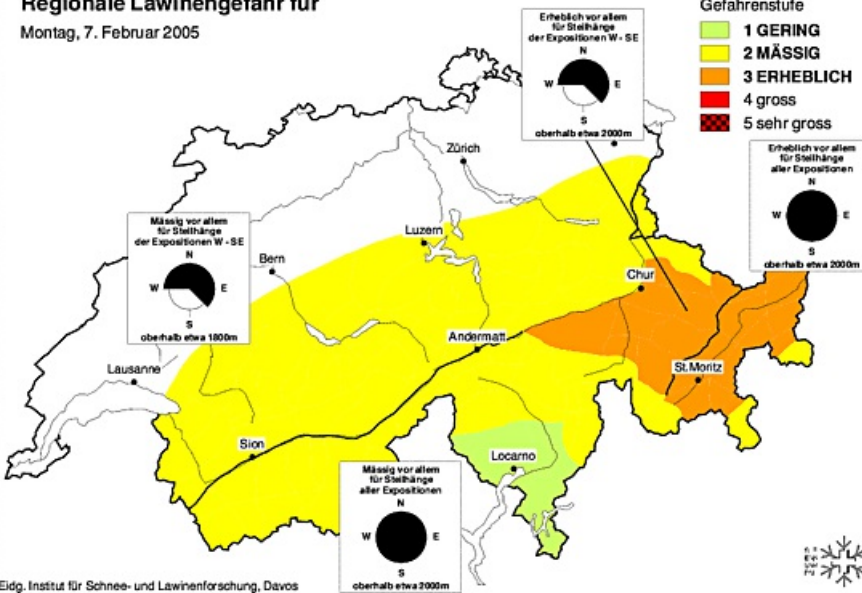 Regionale Lawinengefahr für
Montag, 7. Februar 2005
Gefahrenstufe
1 GERING
2 MÄSSIG
3 ERHEBLICH
4 gross
5 sehr gross
Erheblich vor allem
für Steilhänge
der Expositionen W - SE
N
W E
S
oberhalb etwa 2000m
Erheblich vor allem
für Steilhänge
aller Expositionen
N
W E
S
oberhalb etwa 2000m
Mässig vor allem
für Steilhänge
der Expositionen W - SE
N
W E
S
oberhalb etwa 1800m
Zürich
Luzern
Bern
Chur
Andermatt
Lausanne
St.Moritz
Sion
Locarno
Mässig vor allem
für Steilhänge
aller Expositionen
N
W E
S
oberhalb etwa 2000m
Eidg. Institut für Schnee- und Lawinenforschung, Davos